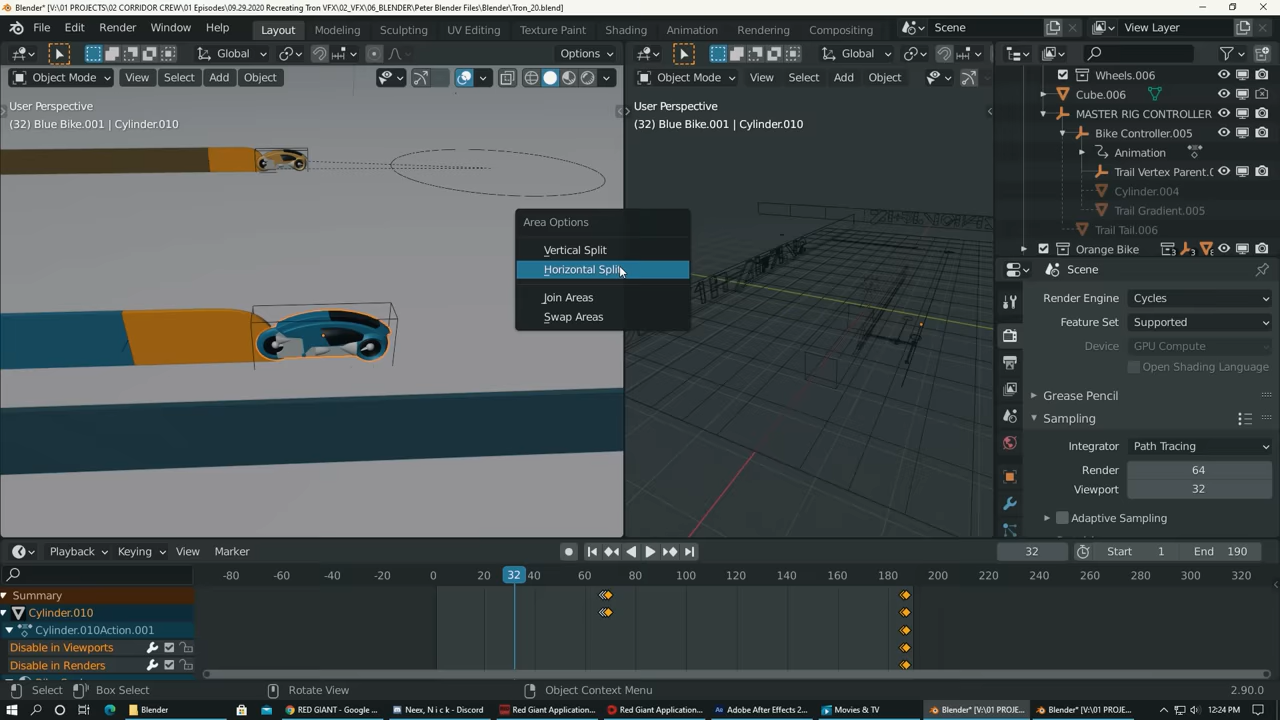 Blender* [V:\01 PROJECTS\02 CORRIDOR CREW\01 Episodes\09.29.2020 Recreating Tron VFX\02_VFX\06_BLENDER\Peter Blender Files\Blender\Tron_20.blend]
File Edit Render Window Help Layout Modeling Sculpting UV Editing Texture Paint Shading Animation Rendering Compositing Scene View Layer
Global Options Global
Object Mode View Select Add Object Object Mode View Select Add Object
User Perspective
(32) Blue Bike.001 | Cylinder.010
User Perspective
(32) Blue Bike.001 | Cylinder.010
Wheels.006
Cube.006
MASTER RIG CONTROLLER
Bike Controller.005
Animation
Trail Vertex Parent.0
Cylinder.004
Trail Gradient.005
Trail Tail.006
Orange Bike 3 3 6
Area Options
Vertical Split
Horizontal Split
Join Areas
Swap Areas
Scene
Render Engine Cycles
Feature Set Supported
Device GPU Compute
Open Shading Language
Grease Pencil
Sampling
Integrator Path Tracing
Render 64
Viewport 32
Adaptive Sampling
Playback Keying View Marker 32 Start 1 End 190
-80 -60 -40 -20 0 20 32 40 60 80 100 120 140 160 180 200 220 240 260 280 300 320
Summary
Cylinder.010
Cylinder.010Action.001
Disable in Viewports
Disable in Renders
Select Box Select Rotate View Object Context Menu 2.90.0
Blender RED GIANT - Google ... Neex, N i c k - Discord Red Giant Application... Red Giant Application... Adobe After Effects 2... Movies & TV Blender* [V:\01 PROJE... Blender* [V:\01 PROJE... 12:24 PM